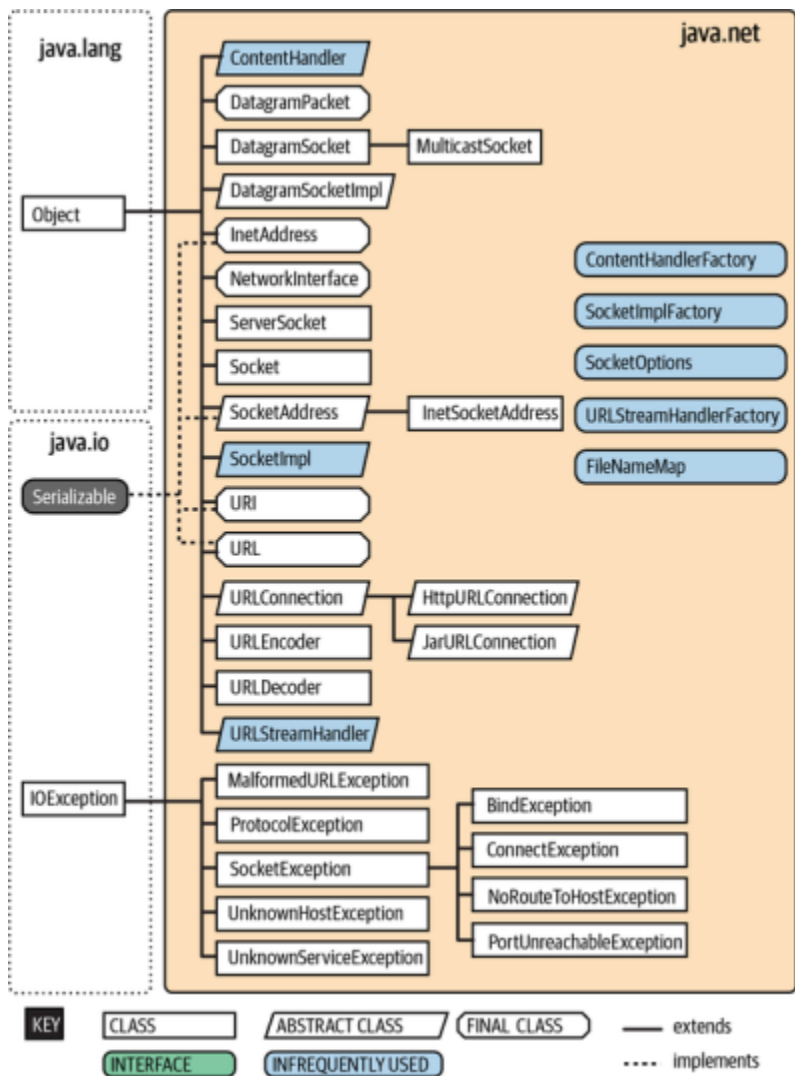 java.lang
java.net
ContentHandler
DatagramPacket
DatagramSocket
MulticastSocket
DatagramSocketImpl
Object
InetAddress
NetworkInterface
ContentHandlerFactory
ServerSocket
SocketImplFactory
Socket
SocketOptions
SocketAddress
InetSocketAddress
URLStreamHandlerFactory
java.io
SocketImpl
FileNameMap
Serializable
URI
URL
URLConnection
HttpURLConnection
URLEncoder
JarURLConnection
URLDecoder
URLStreamHandler
MalformedURLException
IOException
BindException
ProtocolException
ConnectException
SocketException
NoRouteToHostException
UnknownHostException
PortUnreachableException
UnknownServiceException
KEY
CLASS
ABSTRACT CLASS
FINAL CLASS
extends
INTERFACE
INFREQUENTLY USED
implements